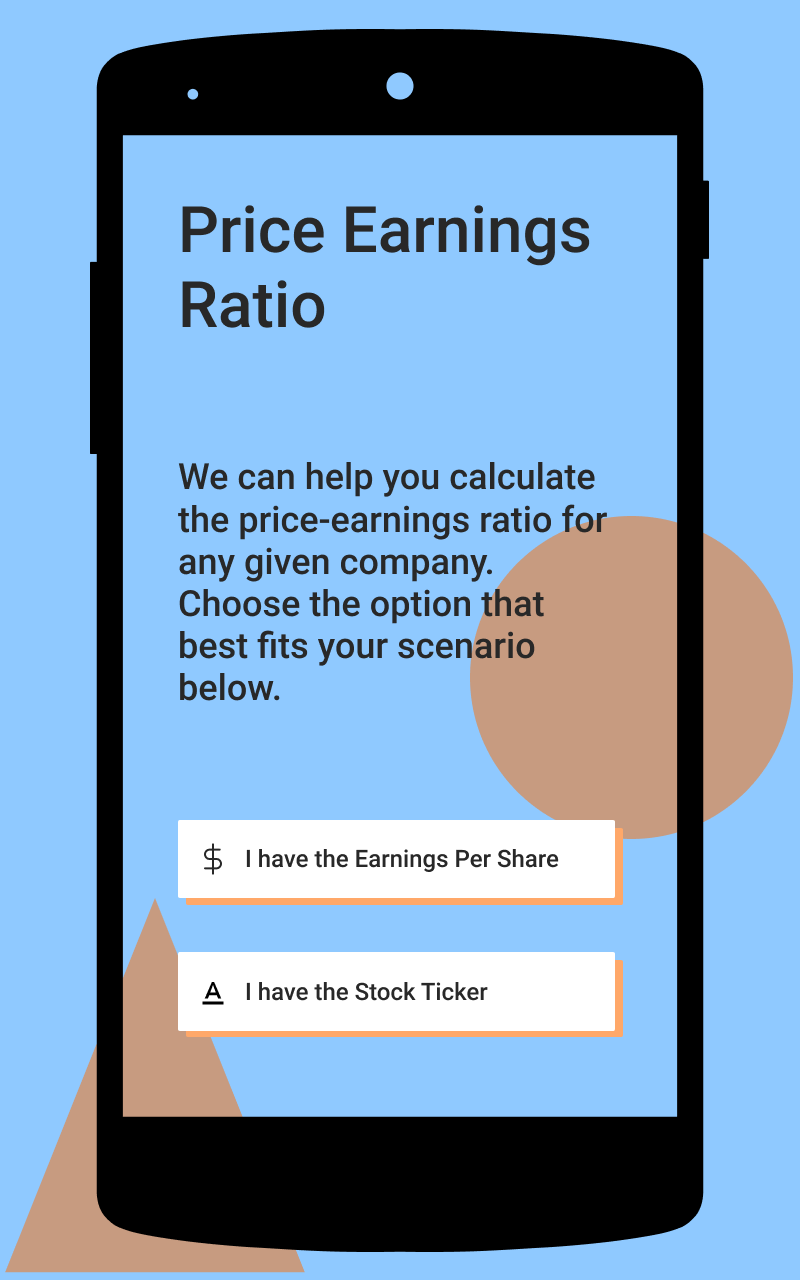 Price Earnings
Ratio
We can help you calculate
the price-earnings ratio for
any given company.
Choose the option that
best fits your scenario
below.
$ I have the Earnings Per Share
A I have the Stock Ticker